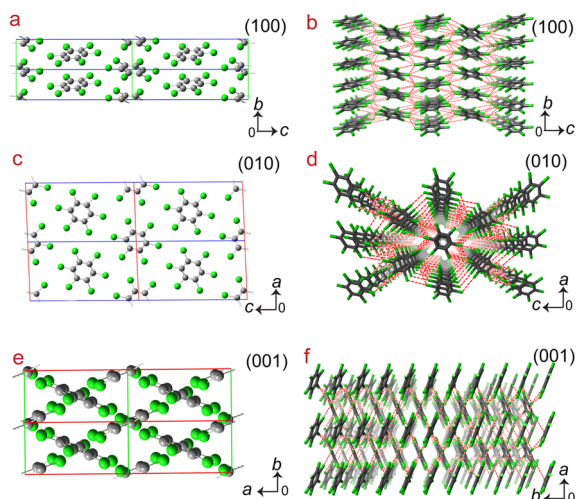 a (100)
b
0 c
b (100)
b
0 c
c (010)
a
c 0
d (010)
a
c 0
e (001)
b
a 0
f (001)
a
b 0